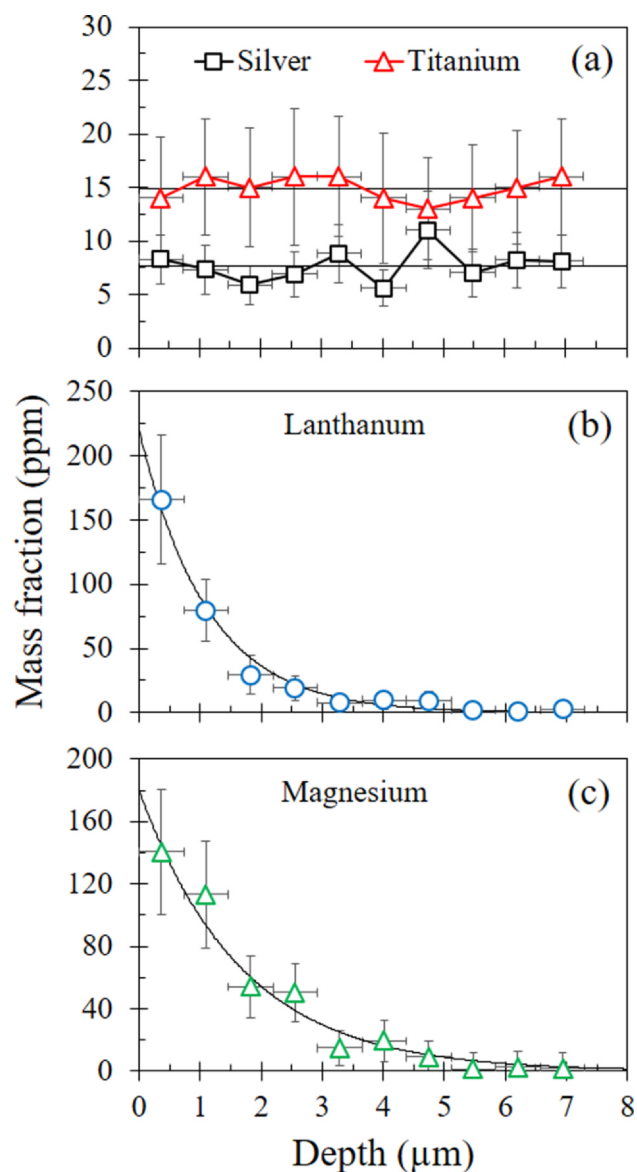 30
25
20
15
10
5
0
Silver
Titanium
(a)
Mass fraction (ppm)
250
200
150
100
50
0
Lanthanum
(b)
200
160
120
80
40
0
Magnesium
(c)
0 1 2 3 4 5 6 7 8
Depth (µm)